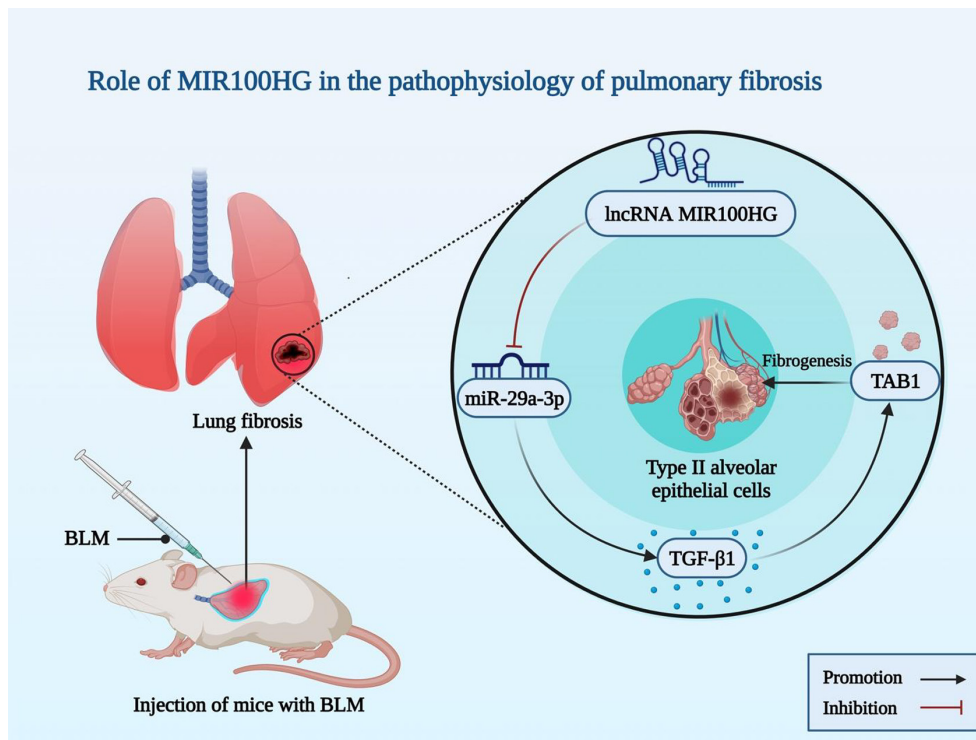 Role of MIR100HG in the pathophysiology of pulmonary fibrosis
lncRNA MIR100HG
Fibrogenesis
TAB1
miR-29a-3p
Lung fibrosis
Type II alveolar
epithelial cells
BLM
TGF-β1
Injection of mice with BLM
Promotion
Inhibition